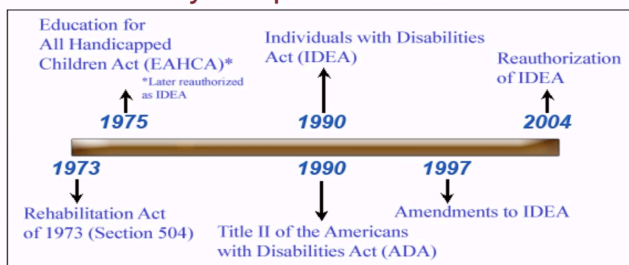 Education for
All Handicapped
Children Act (EAHCA)*
*Later reauthorized
as IDEA
Individuals with Disabilities
Act (IDEA)
Reauthorization
of IDEA
1975
1990
2004
1973
1990
1997
Rehabilitation Act
of 1973 (Section 504)
Title II of the Americans
with Disabilities Act (ADA)
Amendments to IDEA